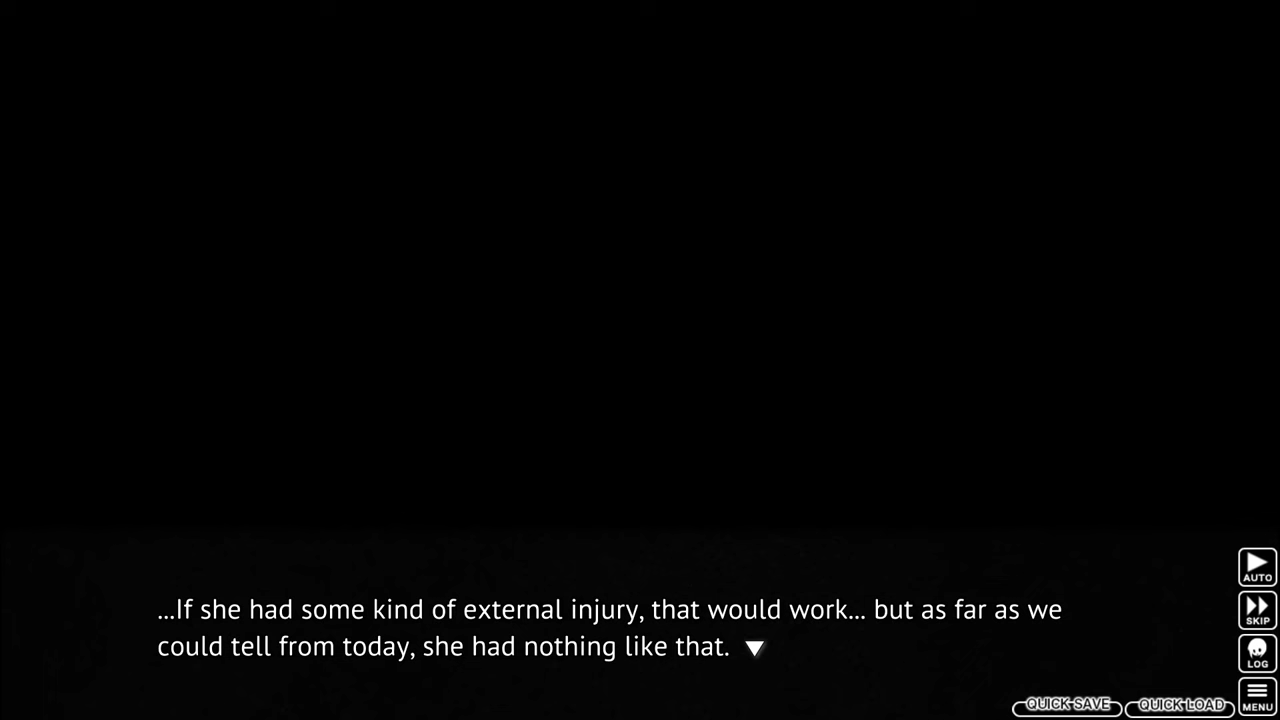 ...If she had some kind of external injury, that would work... but as far as we
could tell from today, she had nothing like that.
AUTO
SKIP
LOG
MENU
QUICK SAVE
QUICK LOAD